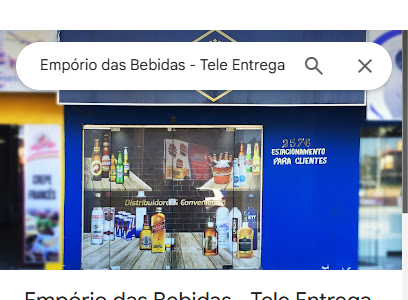 Empório das Bebidas - Tele Entrega
2576
ESTACIONAMENTO
PARA CLIENTES
CREPE
FRANCÊS
Distribuidora & Conveniência
Empório das Bebidas - Tele Entrega